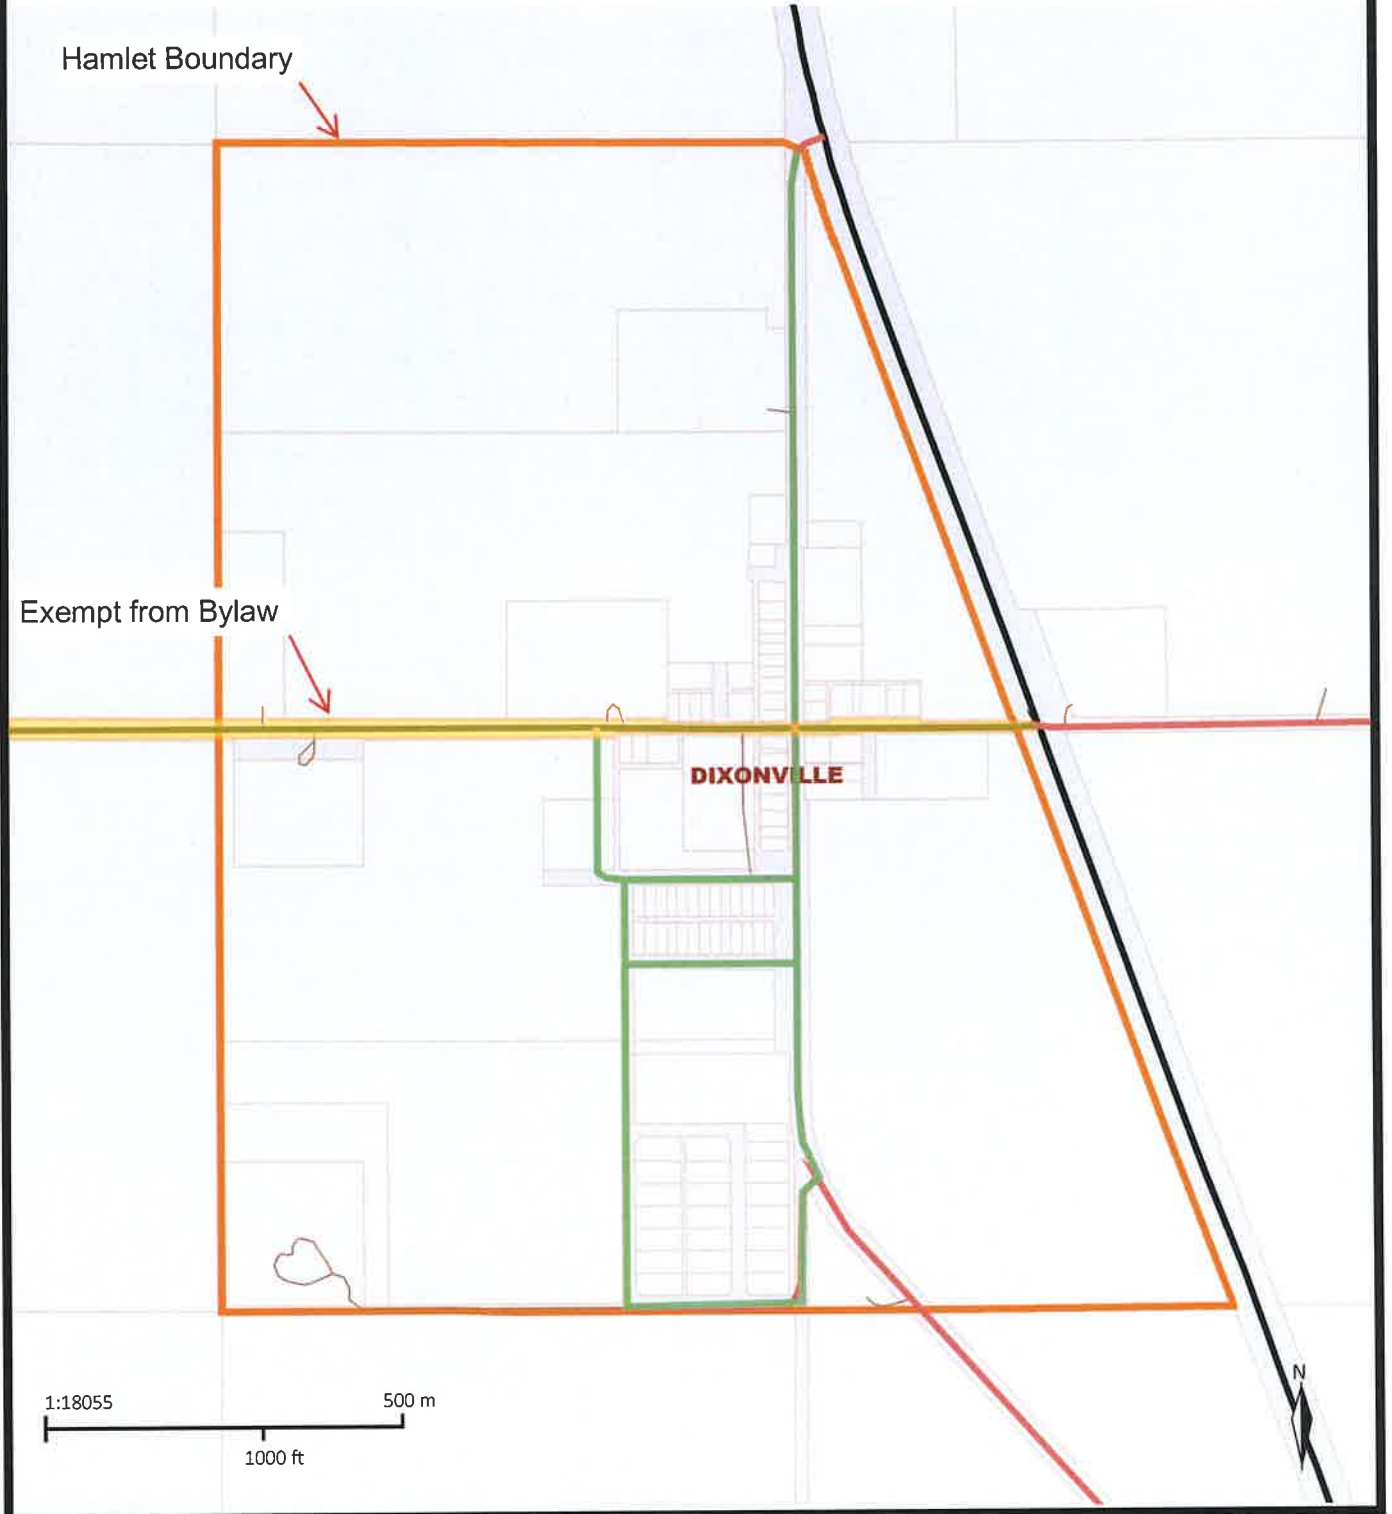 Hamlet Boundary
Exempt from Bylaw
DIXONVILLE
1:18055
500 m
1000 ft
N